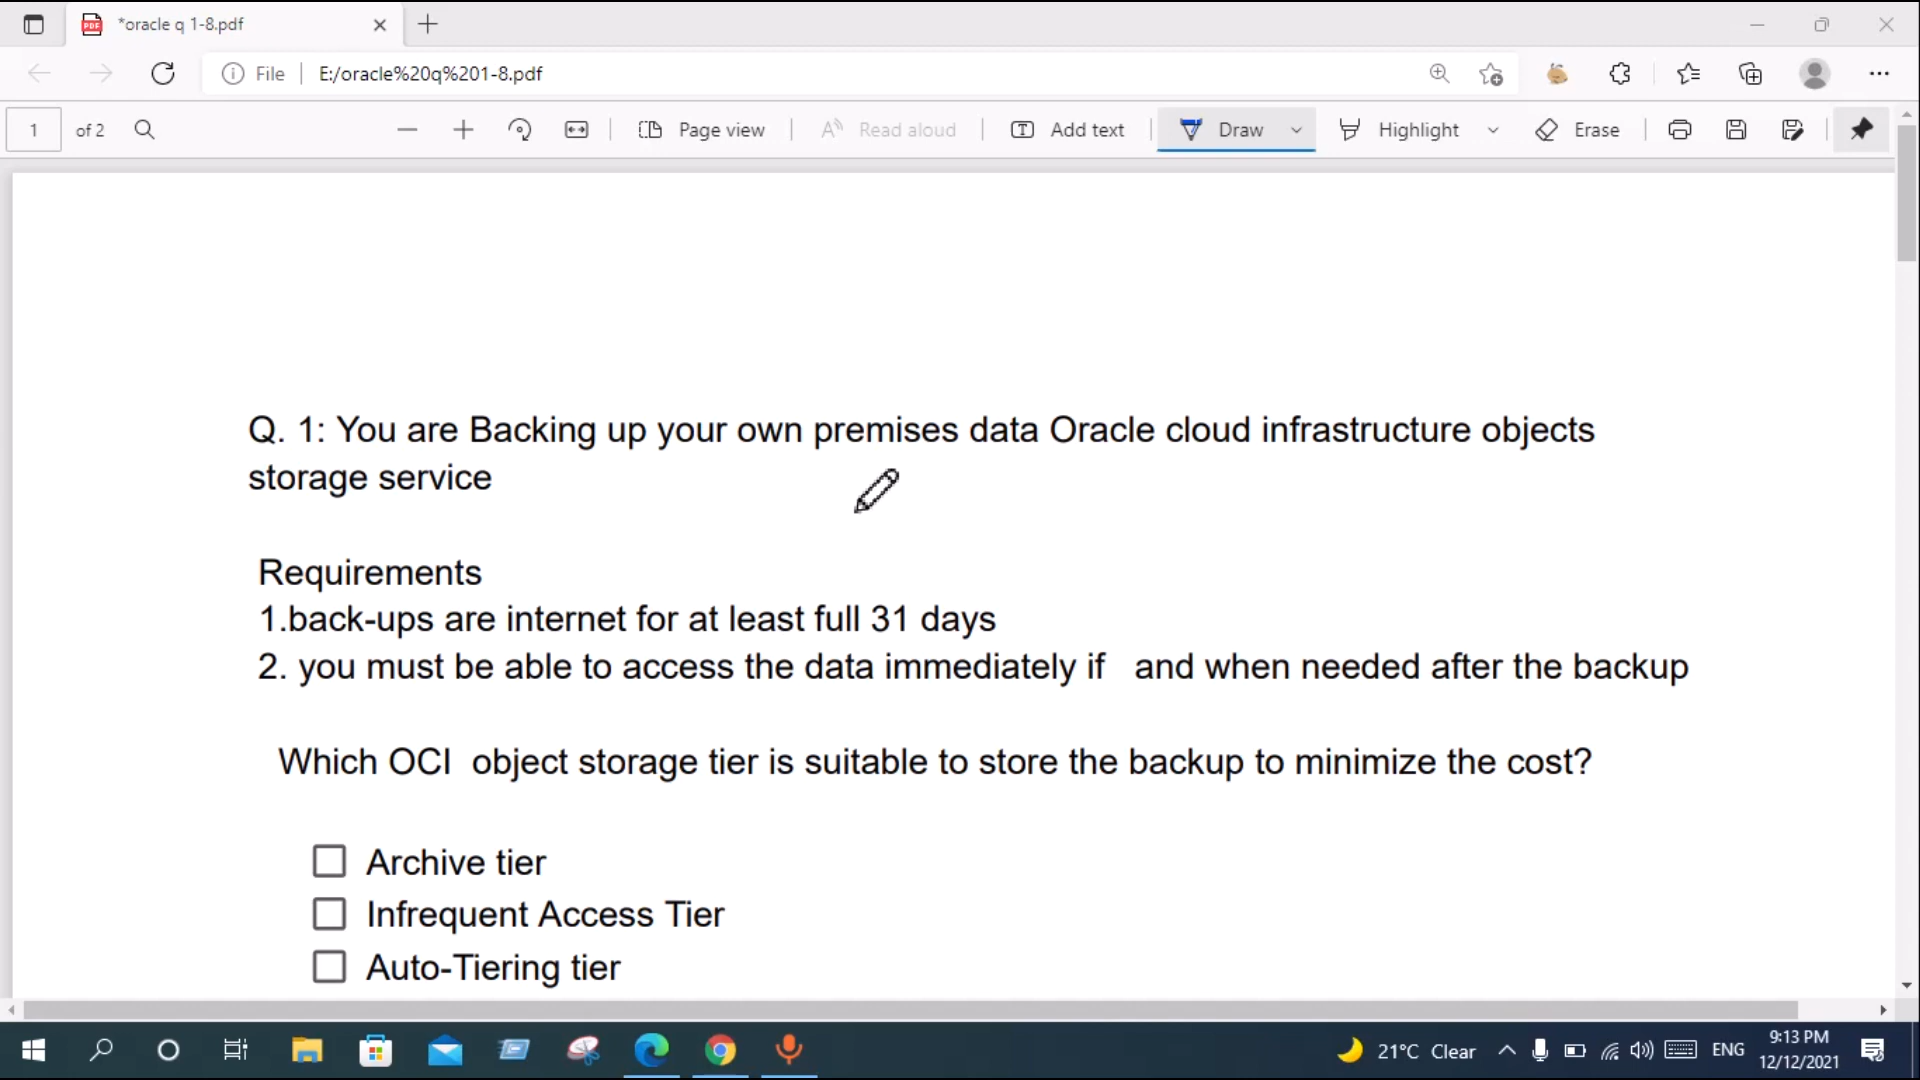 *oracle q 1-8.pdf
File
E:/oracle%20q%201-8.pdf
1 of 2
Page view
Read aloud
Add text
Draw
Highlight
Erase
Q. 1: You are Backing up your own premises data Oracle cloud infrastructure objects
storage service
Requirements
1.back-ups are internet for at least full 31 days
2. you must be able to access the data immediately if and when needed after the backup
Which OCI object storage tier is suitable to store the backup to minimize the cost?
Archive tier
Infrequent Access Tier
Auto-Tiering tier
21°C Clear
ENG
9:13 PM
12/12/2021